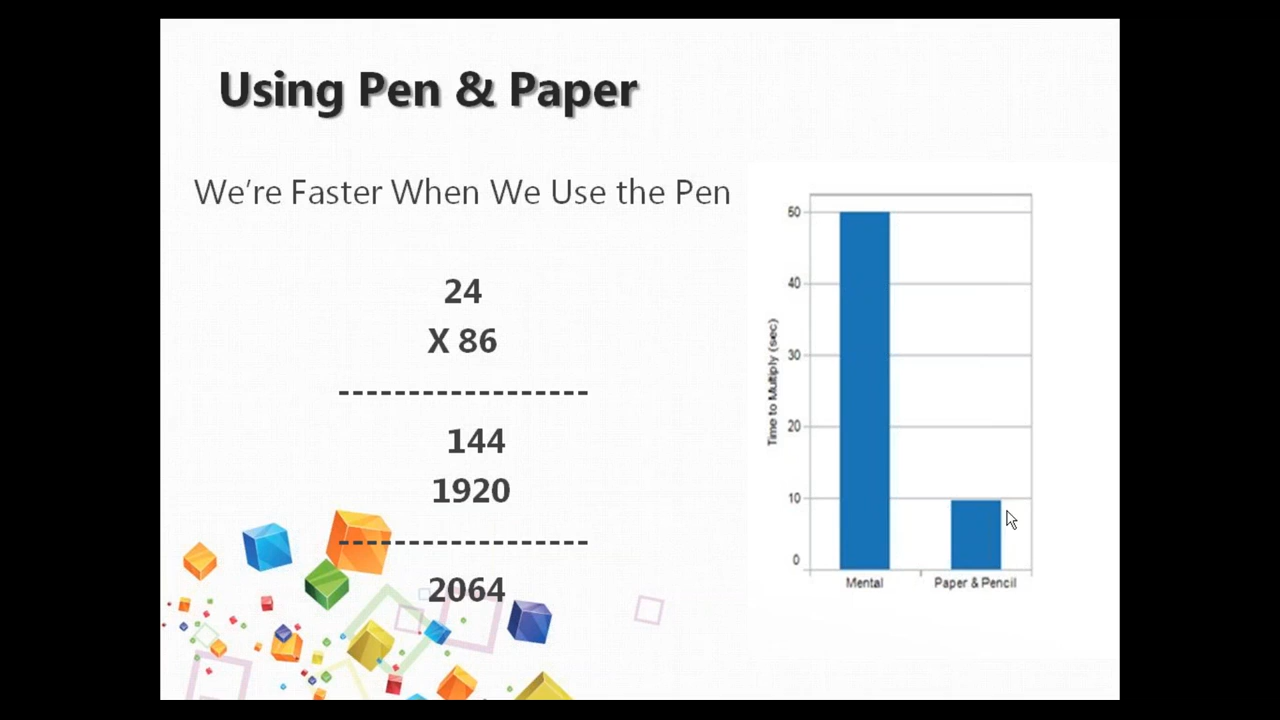 Using Pen & Paper
We're Faster When We Use the Pen
24
X 86
------------------
144
1920
------------------
2064
Time to Multiply (sec)
50
40
30
20
10
0
Mental Paper & Pencil